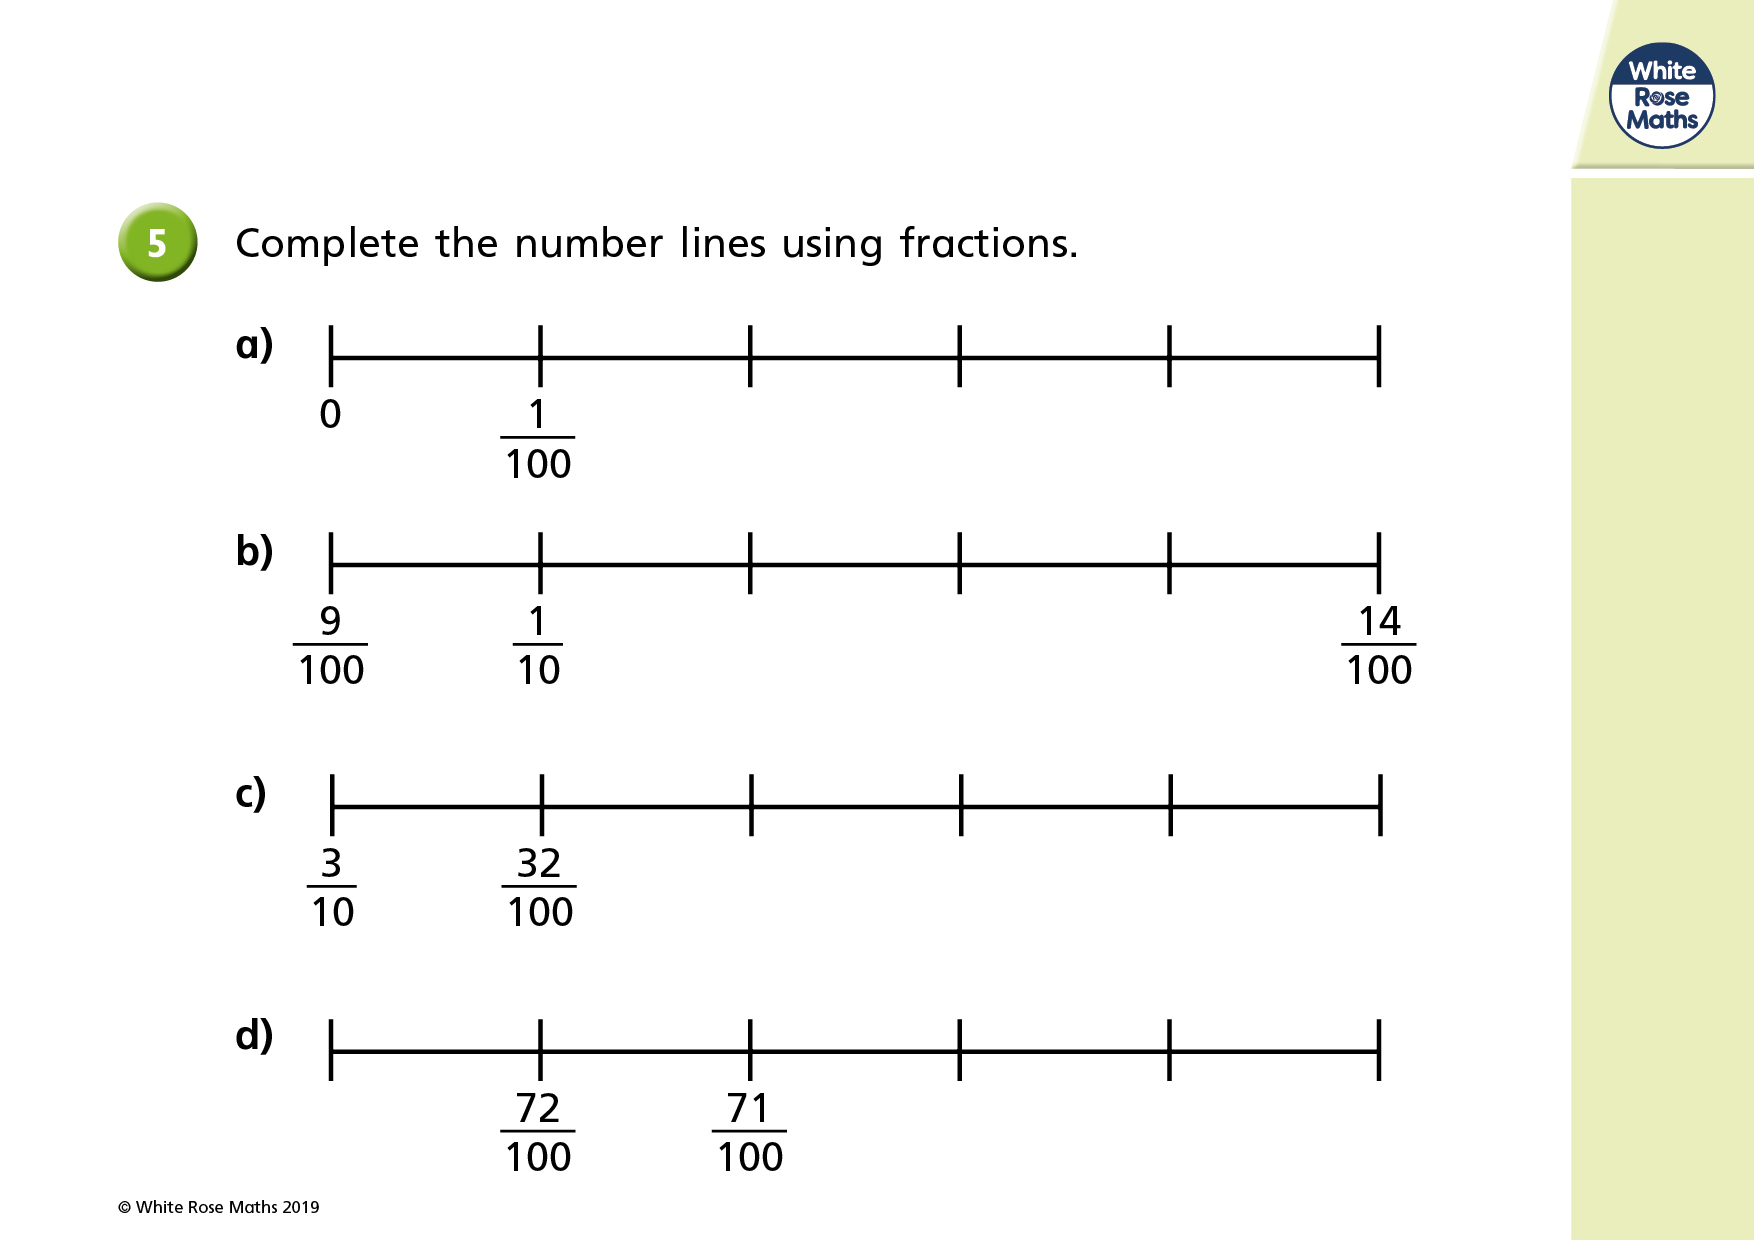 White
Rose
Maths
5 Complete the number lines using fractions.
a)
0 1/100
b)
9/100 1/10 14/100
c)
3/10 32/100
d)
72/100 71/100
© White Rose Maths 2019